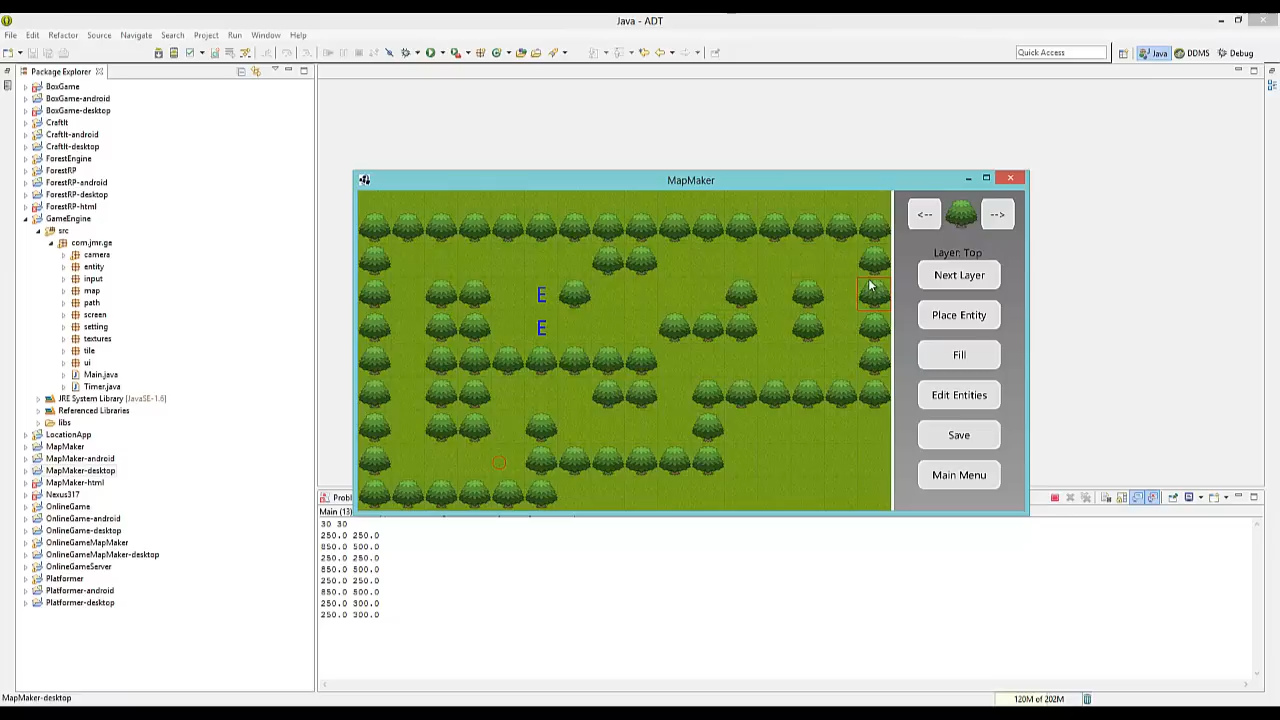 Java - ADT
File Edit Refactor Source Navigate Search Project Run Window Help
Quick Access
Java
DDMS
Debug
Package Explorer
BoxGame
BoxGame-android
BoxGame-desktop
CraftIt
CraftIt-android
CraftIt-desktop
ForestEngine
ForestRP
ForestRP-android
ForestRP-desktop
ForestRP-html
GameEngine
src
com.jmr.ge
camera
entity
input
map
path
screen
setting
textures
tile
ui
Main.java
Timer.java
JRE System Library [JavaSE-1.6]
Referenced Libraries
libs
LocationApp
MapMaker
MapMaker-android
MapMaker-desktop
MapMaker-html
Nexus317
OnlineGame
OnlineGame-android
OnlineGame-desktop
OnlineGameMapMaker
OnlineGameMapMaker-desktop
OnlineGameServer
Platformer
Platformer-android
Platformer-desktop
MapMaker
E
E
<--
-->
Layer: Top
Next Layer
Place Entity
Fill
Edit Entities
Save
Main Menu
Probl
Main (13)
30 30
250.0 250.0
850.0 500.0
250.0 250.0
850.0 500.0
250.0 250.0
850.0 500.0
250.0 300.0
250.0 300.0
MapMaker-desktop
120M of 202M